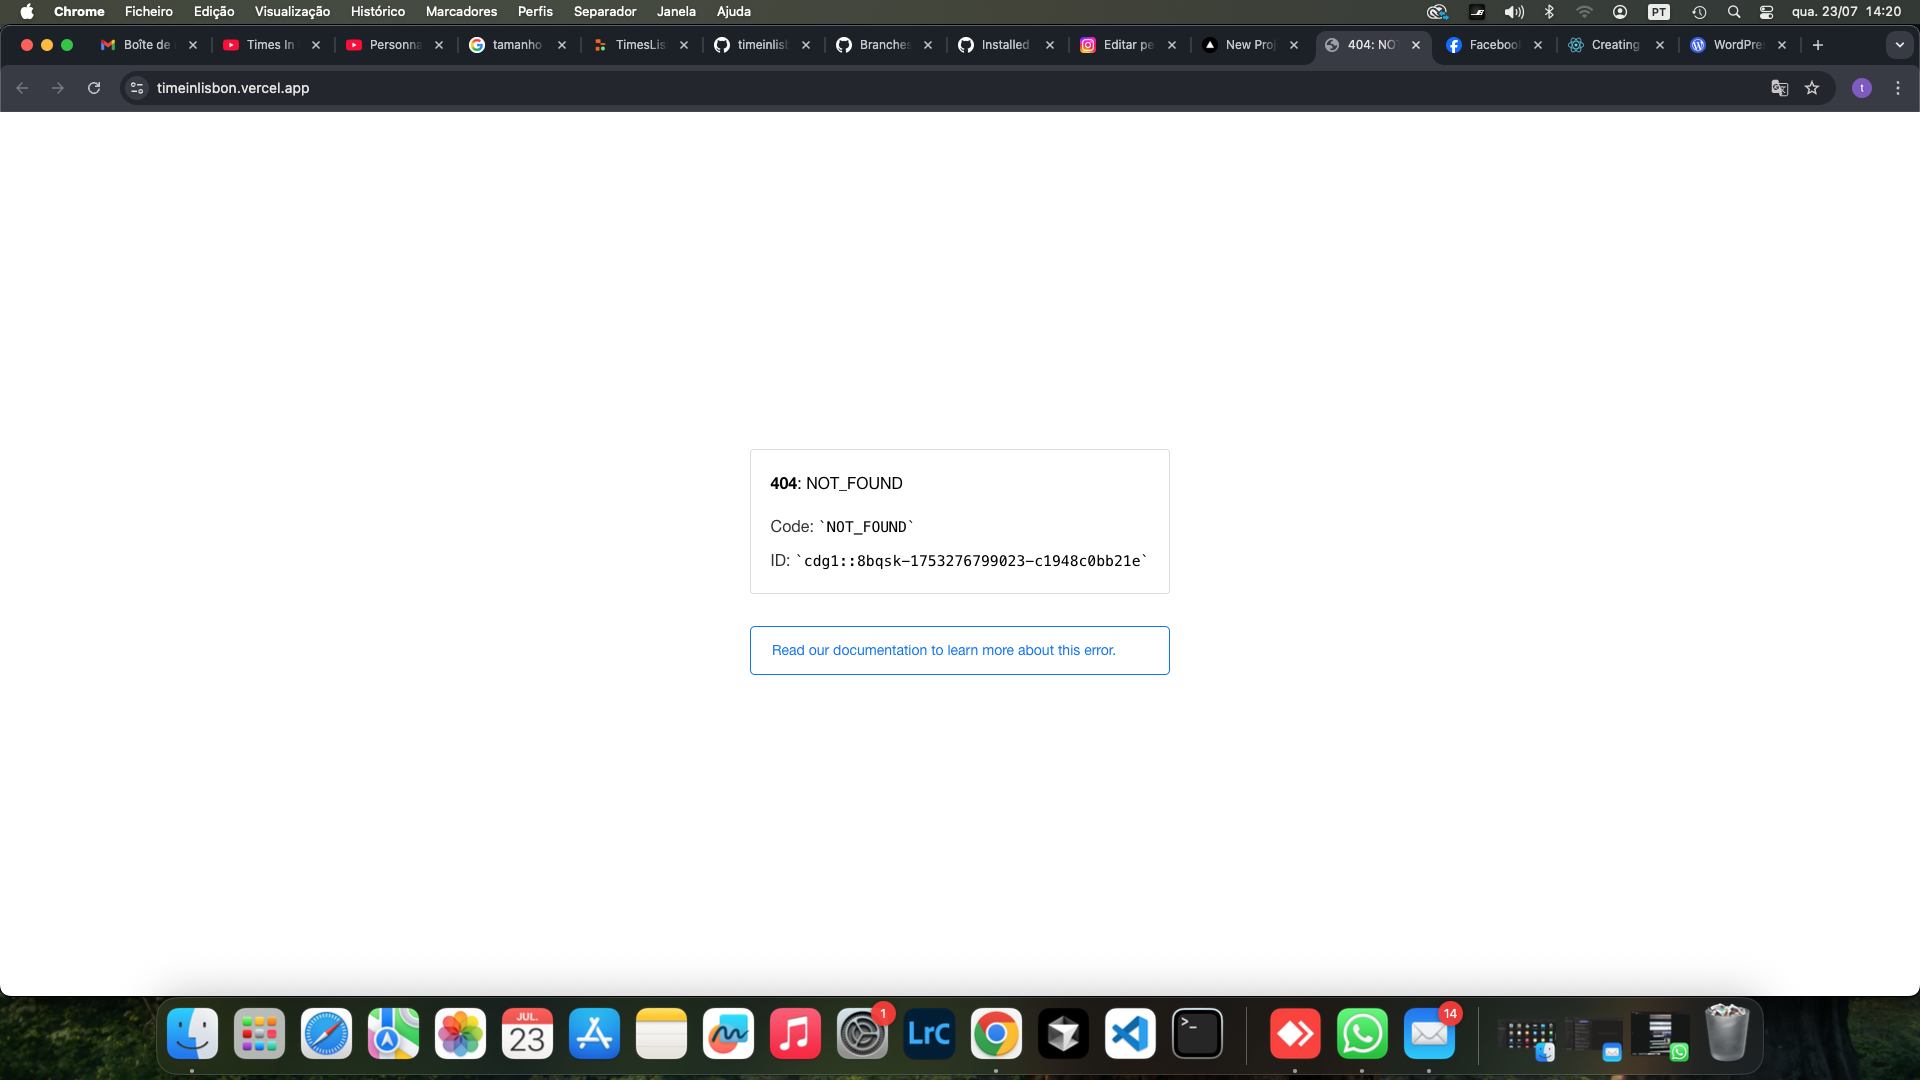 Chrome Ficheiro Edição Visualização Histórico Marcadores Perfis Separador Janela Ajuda PT qua. 23/07 14:20
Boîte de Times In Personna tamanho TimesLis timeinlisb Branches Installed Editar pe New Proj 404: NO Facebook Creating WordPre
timeinlisbon.vercel.app t
404: NOT_FOUND
Code: `NOT_FOUND`
ID: `cdg1::8bqsk-1753276799023-c1948c0bb21e`
Read our documentation to learn more about this error.
JUL. 1 14
23 LrC >_